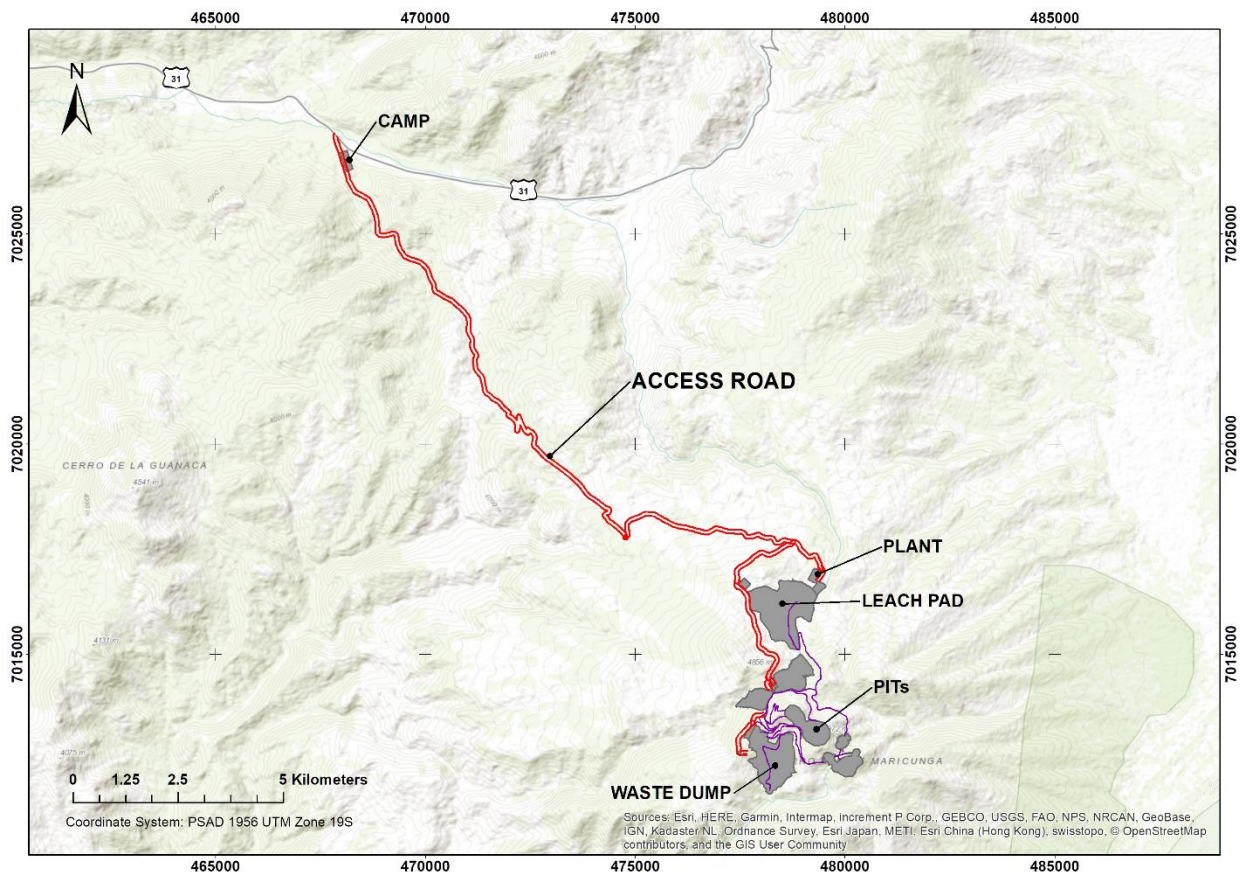 465000 470000 475000 480000 485000
N
31
4000 m
CAMP
31
4000 m
7025000 7025000
ACCESS ROAD
4000 m
7020000 7020000
CERRO DE LA GUANACA
4541 m
4000 m
PLANT
LEACH PAD
4131 m
7015000 7015000
4856 m
PITs
4075 m
MARICUNGA
WASTE DUMP
0 1.25 2.5 5 Kilometers
Coordinate System: PSAD 1956 UTM Zone 19S
Sources: Esri, HERE, Garmin, Intermap, increment P Corp., GEBCO, USGS, FAO, NPS, NRCAN, GeoBase,
IGN, Kadaster NL, Ordnance Survey, Esri Japan, METI, Esri China (Hong Kong), swisstopo, © OpenStreetMap
contributors, and the GIS User Community
465000 470000 475000 480000 485000